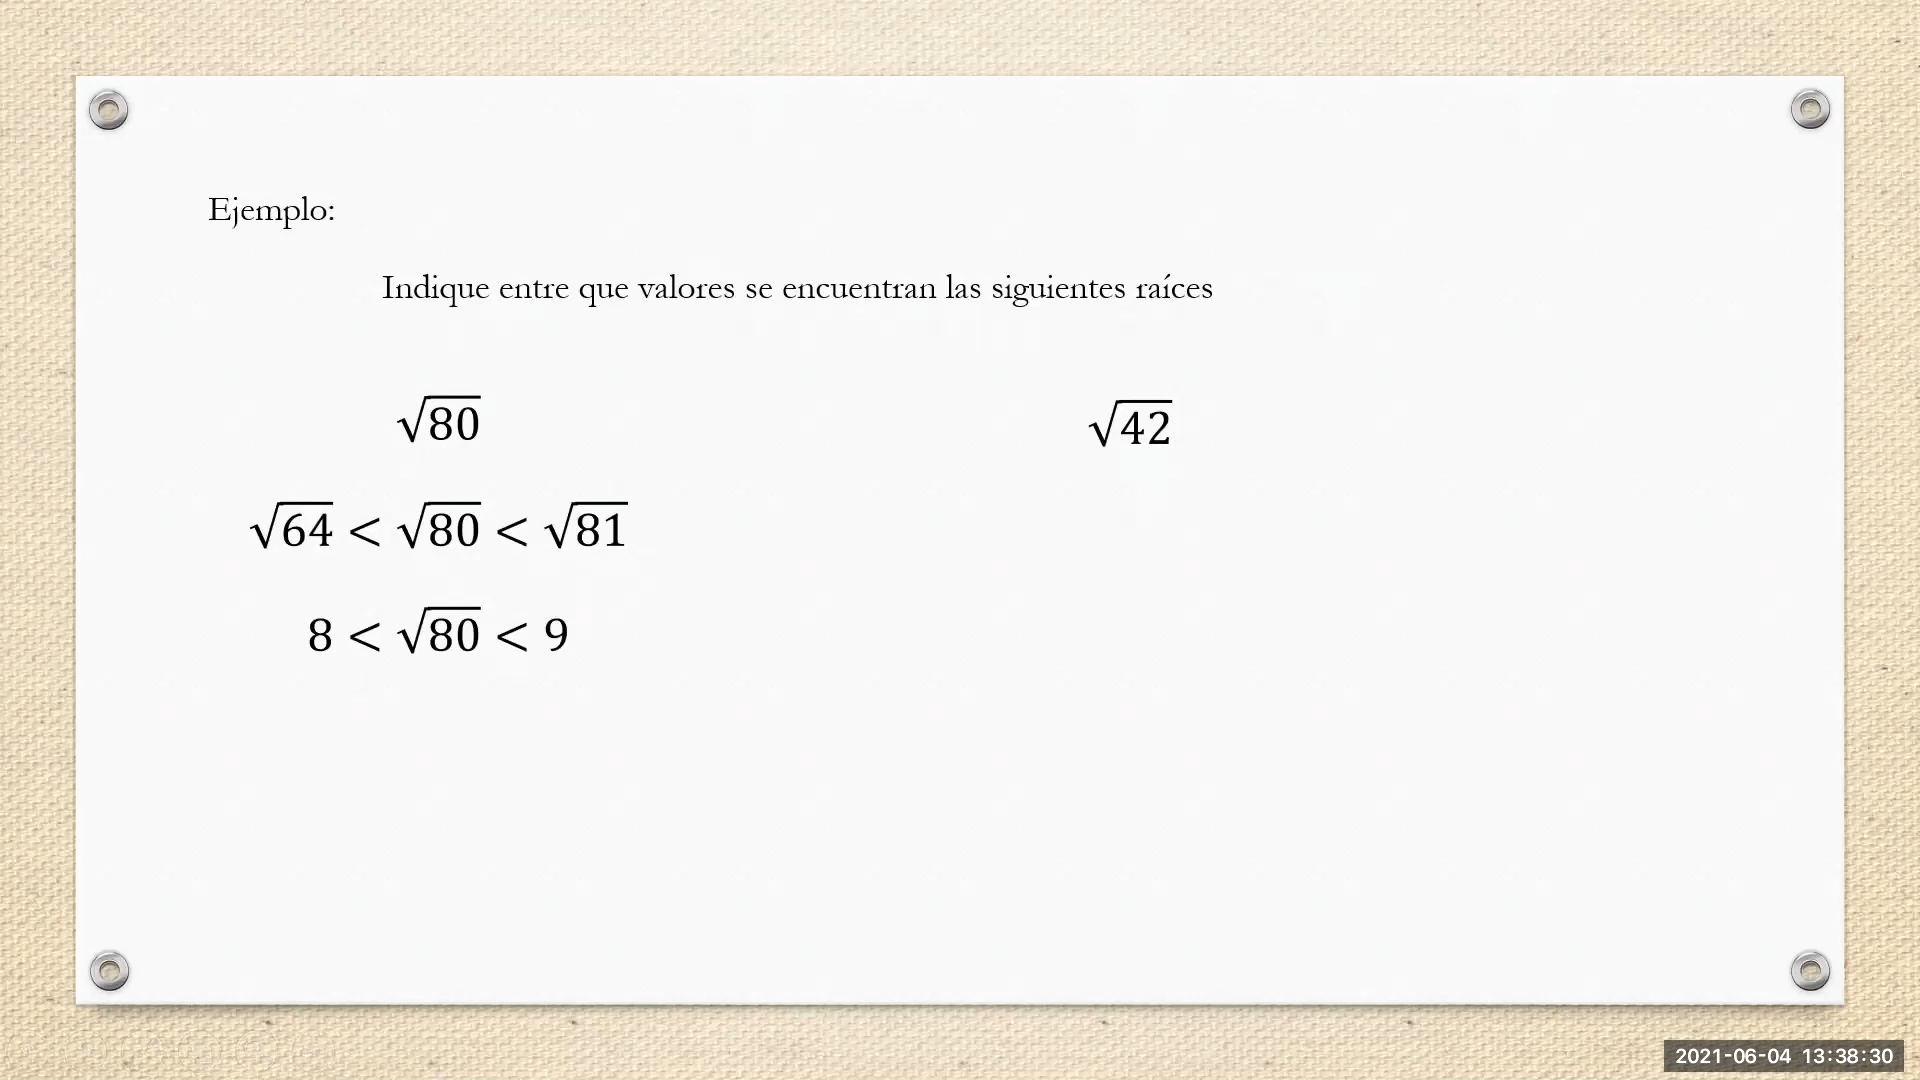 Ejemplo:
Indique entre que valores se encuentran las siguientes raíces
√80
√42
√64 < √80 < √81
8 < √80 < 9
2021-06-04 13:38:30